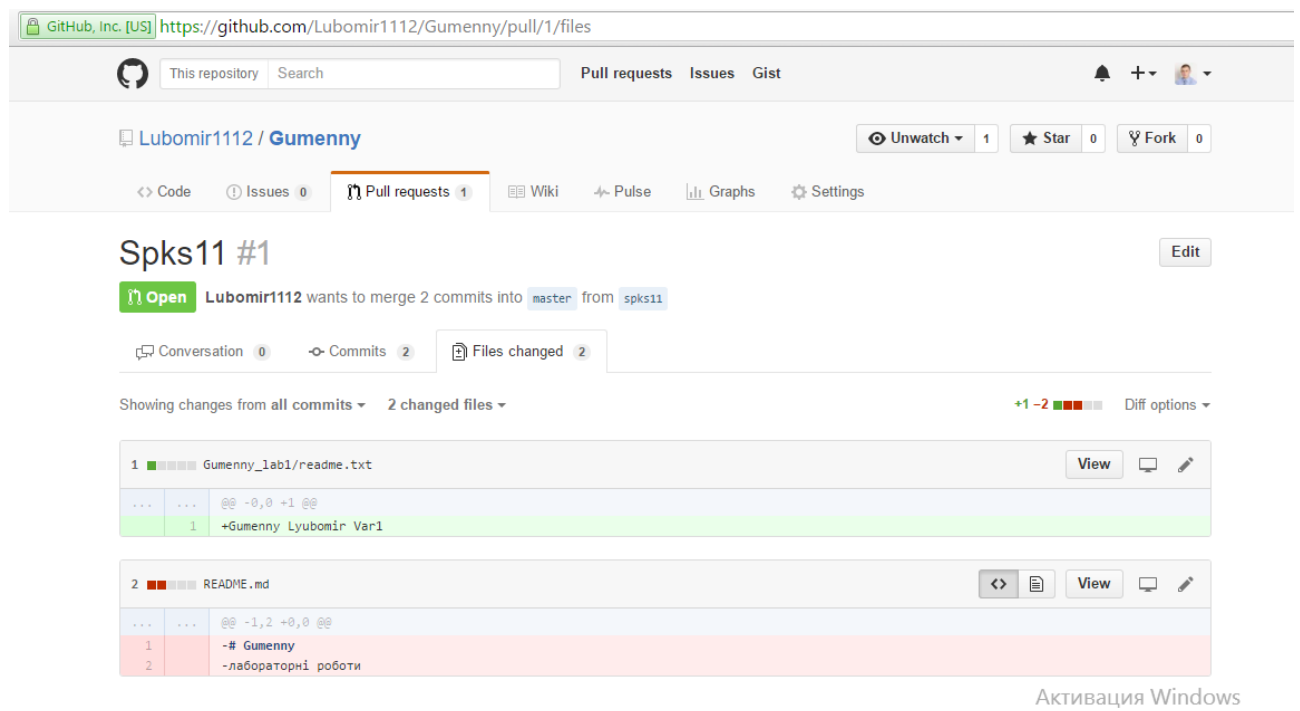 GitHub, Inc. [US] https://github.com/Lubomir1112/Gumenny/pull/1/files
This repository Search Pull requests Issues Gist
Lubomir1112 / Gumenny Unwatch 1 Star 0 Fork 0
Code Issues 0 Pull requests 1 Wiki Pulse Graphs Settings
Spks11 #1 Edit
Open Lubomir1112 wants to merge 2 commits into master from spks11
Conversation 0 Commits 2 Files changed 2
Showing changes from all commits 2 changed files +1 −2 Diff options
1 Gumenny_lab1/readme.txt View
... ... @@ -0,0 +1 @@
1 +Gumenny Lyubomir Var1
2 README.md <> View
... ... @@ -1,2 +0,0 @@
1 -# Gumenny
2 -лабораторні роботи
Активация Windows